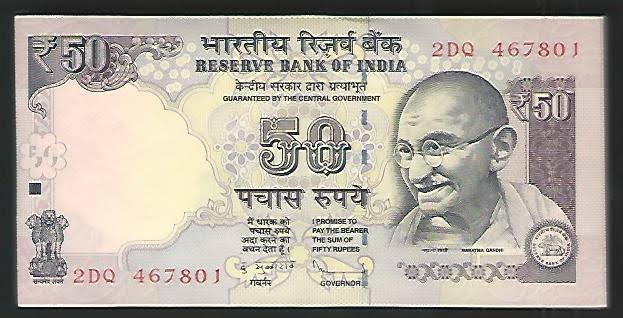 ₹50
भारतीय रिज़र्व बैंक
RESERVE BANK OF INDIA
2DQ 467801
केन्द्रीय सरकार द्वारा प्रत्याभूत
GUARANTEED BY THE CENTRAL GOVERNMENT
50
₹50
पचास रुपये
मैं धारक को
पचास रुपये
अदा करने का
वचन देता हूँ।
I PROMISE TO
PAY THE BEARER
THE SUM OF
FIFTY RUPEES
महात्मा गांधी
MAHATMA GANDHI
सत्यमेव जयते
2DQ 467801
गवर्नर
GOVERNOR